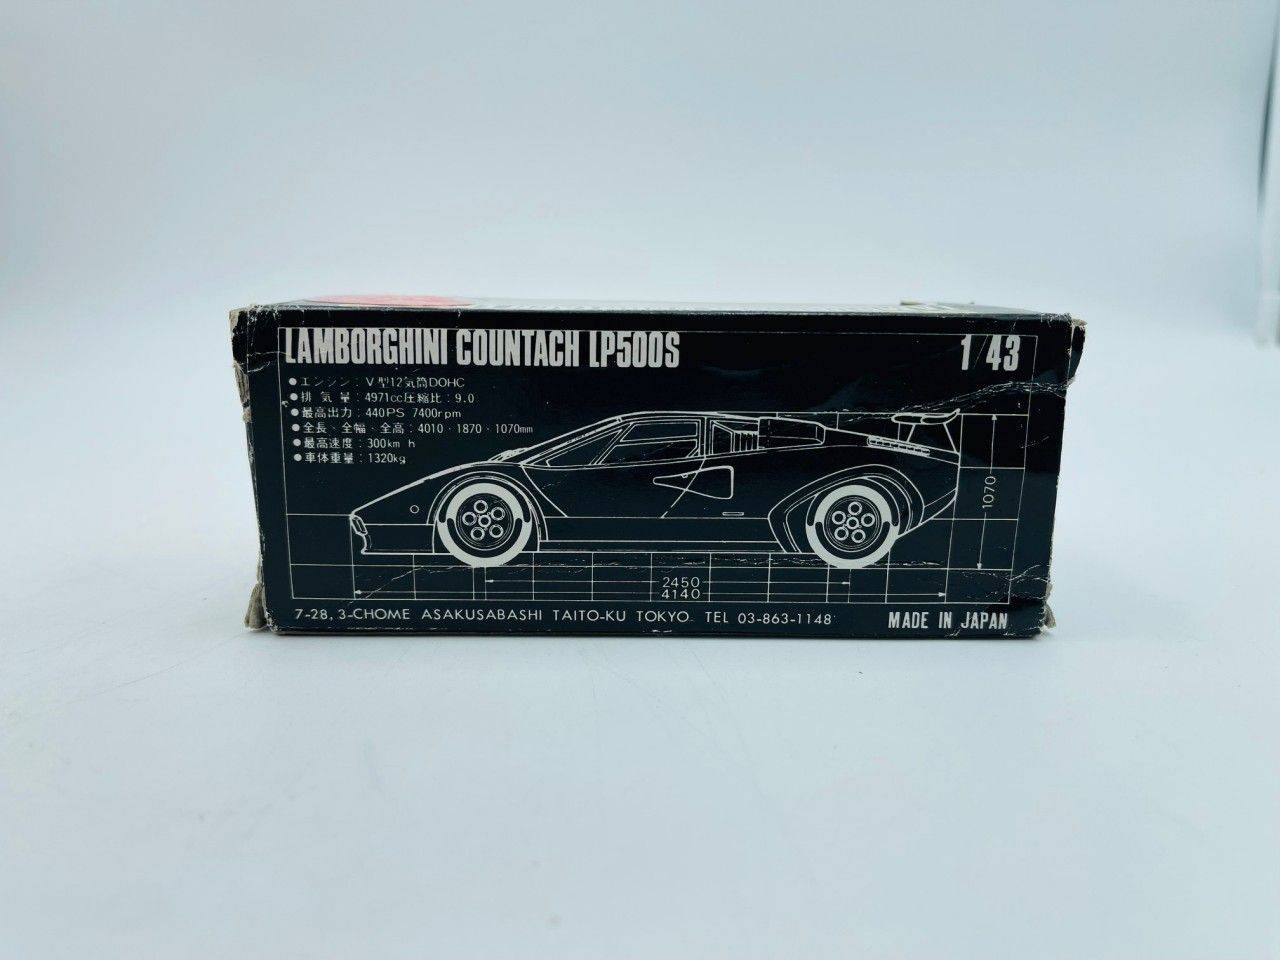 LAMBORGHINI COUNTACH LP500S
1/43
●エンジン：V型12気筒DOHC
●排気量：4971cc圧縮比：9.0
●最高出力：440PS 7400rpm
●全長・全幅・全高：4010・1870・1070mm
●最高速度：300km h
●車体重量：1320kg
1070
2450
4140
7-28, 3-CHOME ASAKUSABASHI TAITO-KU TOKYO TEL 03-863-1148
MADE IN JAPAN